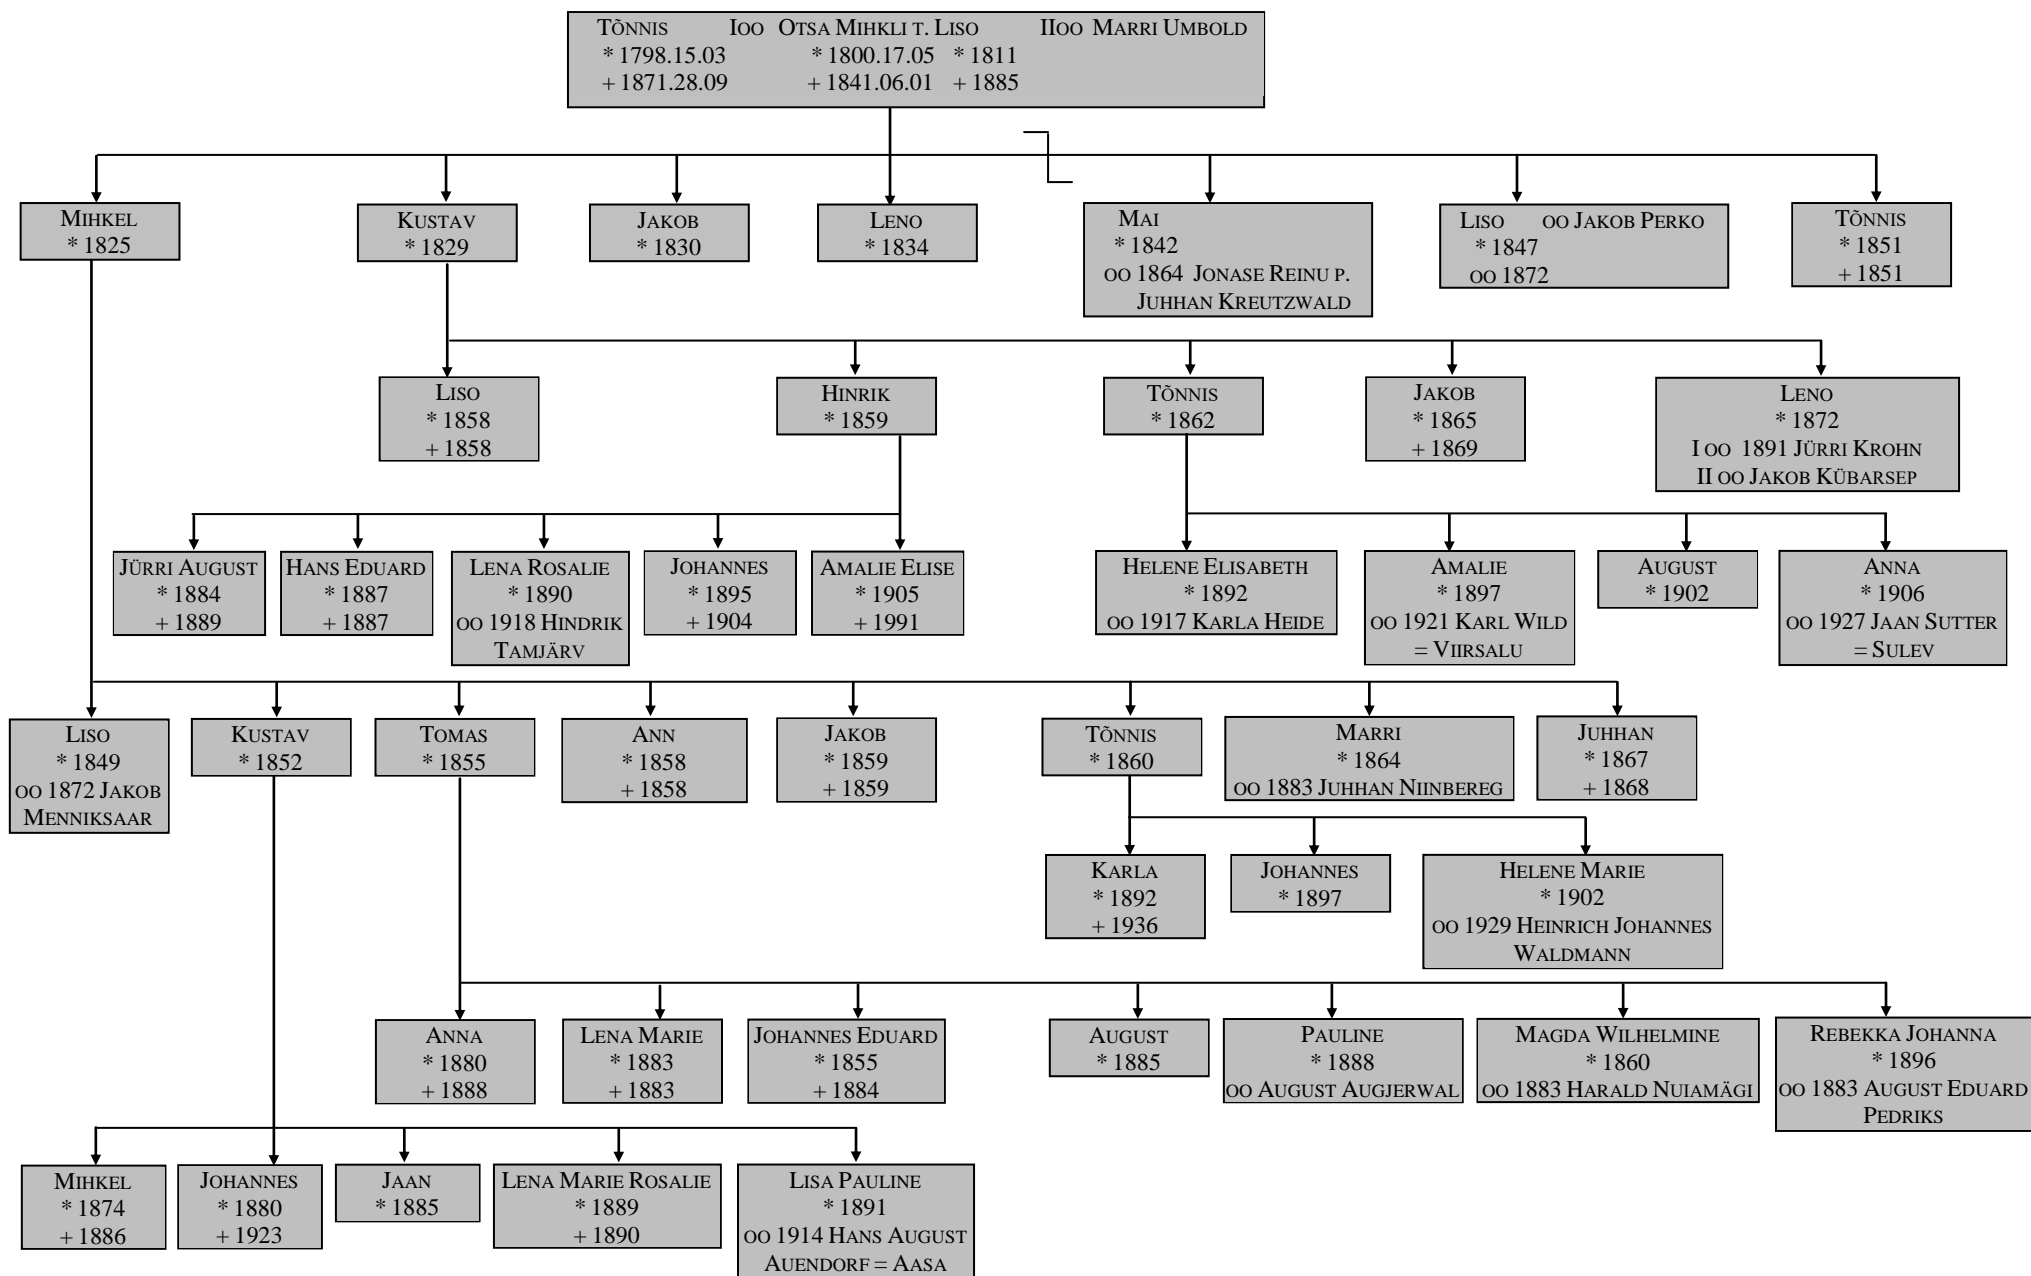 Tõnnis Ioo Otsa Mihkli t. Liso IIoo Marri Umbold
* 1798.15.03 * 1800.17.05 * 1811
+ 1871.28.09 + 1841.06.01 + 1885
Mihkel
* 1825
Kustav
* 1829
Jakob
* 1830
Leno
* 1834
Mai
* 1842
oo 1864 Jonase Reinu p.
Juhhan Kreutzwald
Liso oo Jakob Perko
* 1847
oo 1872
Tõnnis
* 1851
+ 1851
Liso
* 1858
+ 1858
Hinrik
* 1859
Tõnnis
* 1862
Jakob
* 1865
+ 1869
Leno
* 1872
I oo 1891 Jürri Krohn
II oo Jakob Kübarsep
Jürri August
* 1884
+ 1889
Hans Eduard
* 1887
+ 1887
Lena Rosalie
* 1890
oo 1918 Hindrik
Tamjärv
Johannes
* 1895
+ 1904
Amalie Elise
* 1905
+ 1991
Helene Elisabeth
* 1892
oo 1917 Karla Heide
Amalie
* 1897
oo 1921 Karl Wild
= Viirsalu
August
* 1902
Anna
* 1906
oo 1927 Jaan Sutter
= Sulev
Liso
* 1849
oo 1872 Jakob
Menniksaar
Kustav
* 1852
Tomas
* 1855
Ann
* 1858
+ 1858
Jakob
* 1859
+ 1859
Tõnnis
* 1860
Marri
* 1864
oo 1883 Juhhan Niinbereg
Juhhan
* 1867
+ 1868
Karla
* 1892
+ 1936
Johannes
* 1897
Helene Marie
* 1902
oo 1929 Heinrich Johannes
Waldmann
Anna
* 1880
+ 1888
Lena Marie
* 1883
+ 1883
Johannes Eduard
* 1855
+ 1884
August
* 1885
Pauline
* 1888
oo August Augjerwal
Magda Wilhelmine
* 1860
oo 1883 Harald Nuiamägi
Rebekka Johanna
* 1896
oo 1883 August Eduard
Pedriks
Mihkel
* 1874
+ 1886
Johannes
* 1880
+ 1923
Jaan
* 1885
Lena Marie Rosalie
* 1889
+ 1890
Lisa Pauline
* 1891
oo 1914 Hans August
Auendorf = Aasa